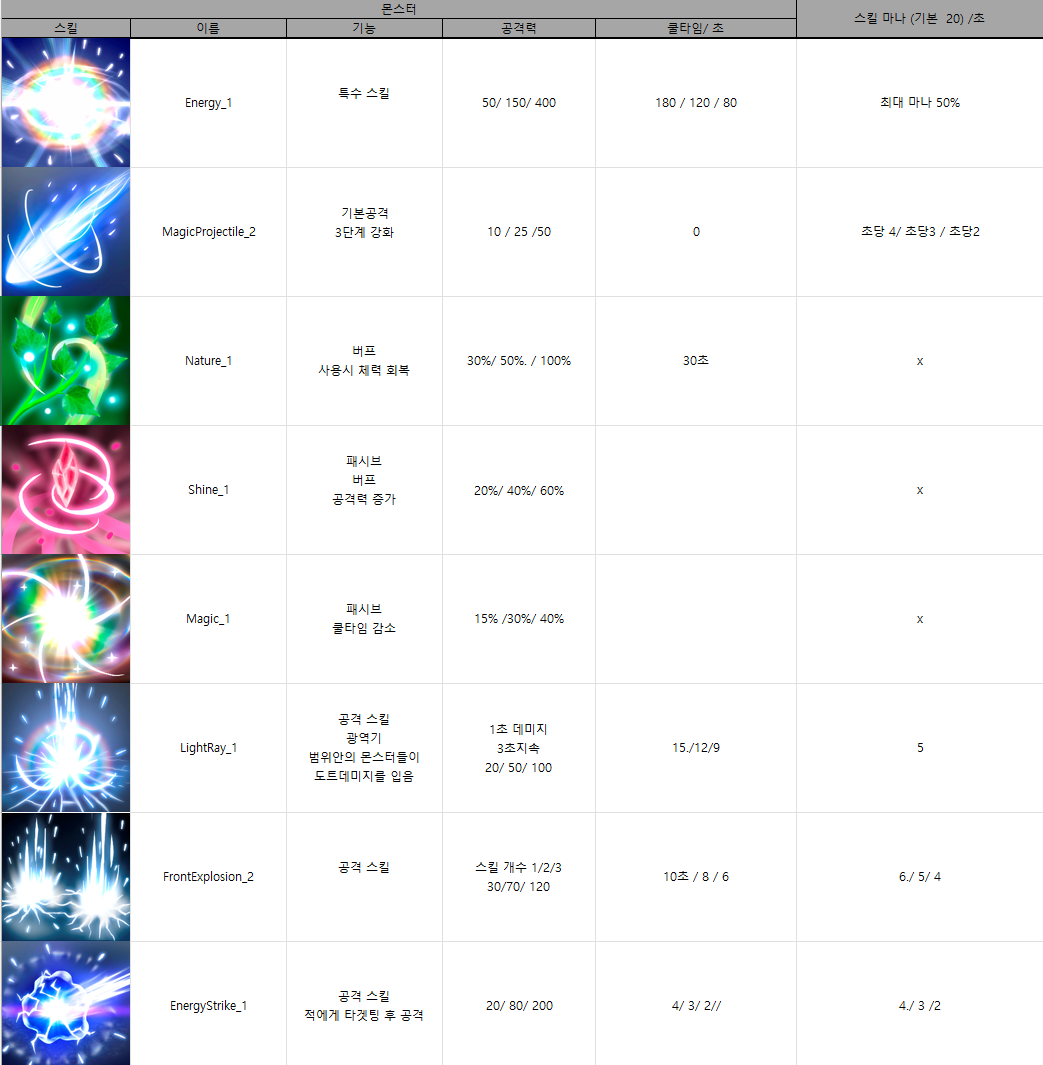 몬스터
스킬 마나 (기본  20) /초
스킬
이름
기능
공격력
쿨타임/ 초
Energy_1
특수 스킬
50/ 150/ 400
180 / 120 / 80
최대 마나 50%
MagicProjectile_2
기본공격
3단계 강화
10 / 25 /50
0
초당 4/ 초당3 / 초당2
Nature_1
버프
사용시 체력 회복
30%/ 50%. / 100%
30초
x
Shine_1
패시브
버프
공격력 증가
20%/ 40%/ 60%
x
Magic_1
패시브
쿨타임 감소
15% /30%/ 40%
x
LightRay_1
공격 스킬
광역기
범위안의 몬스터들이
도트데미지를 입음
1초 데미지
3초지속
20/ 50/ 100
15./12/9
5
FrontExplosion_2
공격 스킬
스킬 개수 1/2/3
30/70/ 120
10초 / 8 / 6
6./ 5/ 4
EnergyStrike_1
공격 스킬
적에게 타겟팅 후 공격
20/ 80/ 200
4/ 3/ 2//
4./ 3 /2